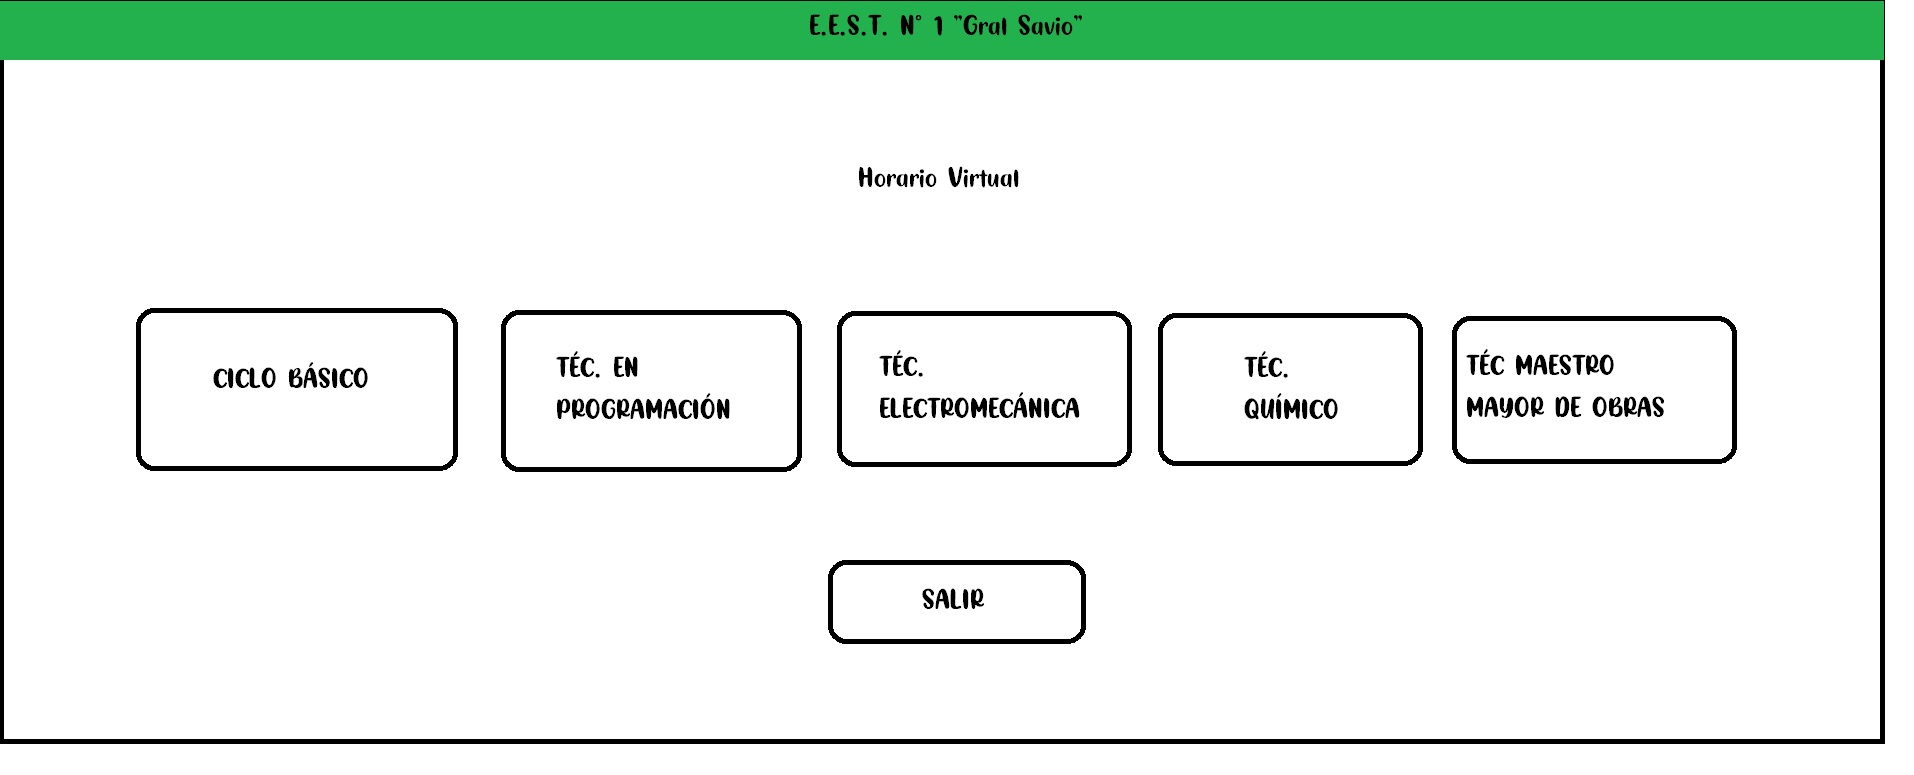 E.E.S.T. N° 1 "Gral Savio"
Horario Virtual
CICLO BÁSICO
TÉC. EN
PROGRAMACIÓN
TÉC.
ELECTROMECÁNICA
TÉC.
QUÍMICO
TÉC MAESTRO
MAYOR DE OBRAS
SALIR